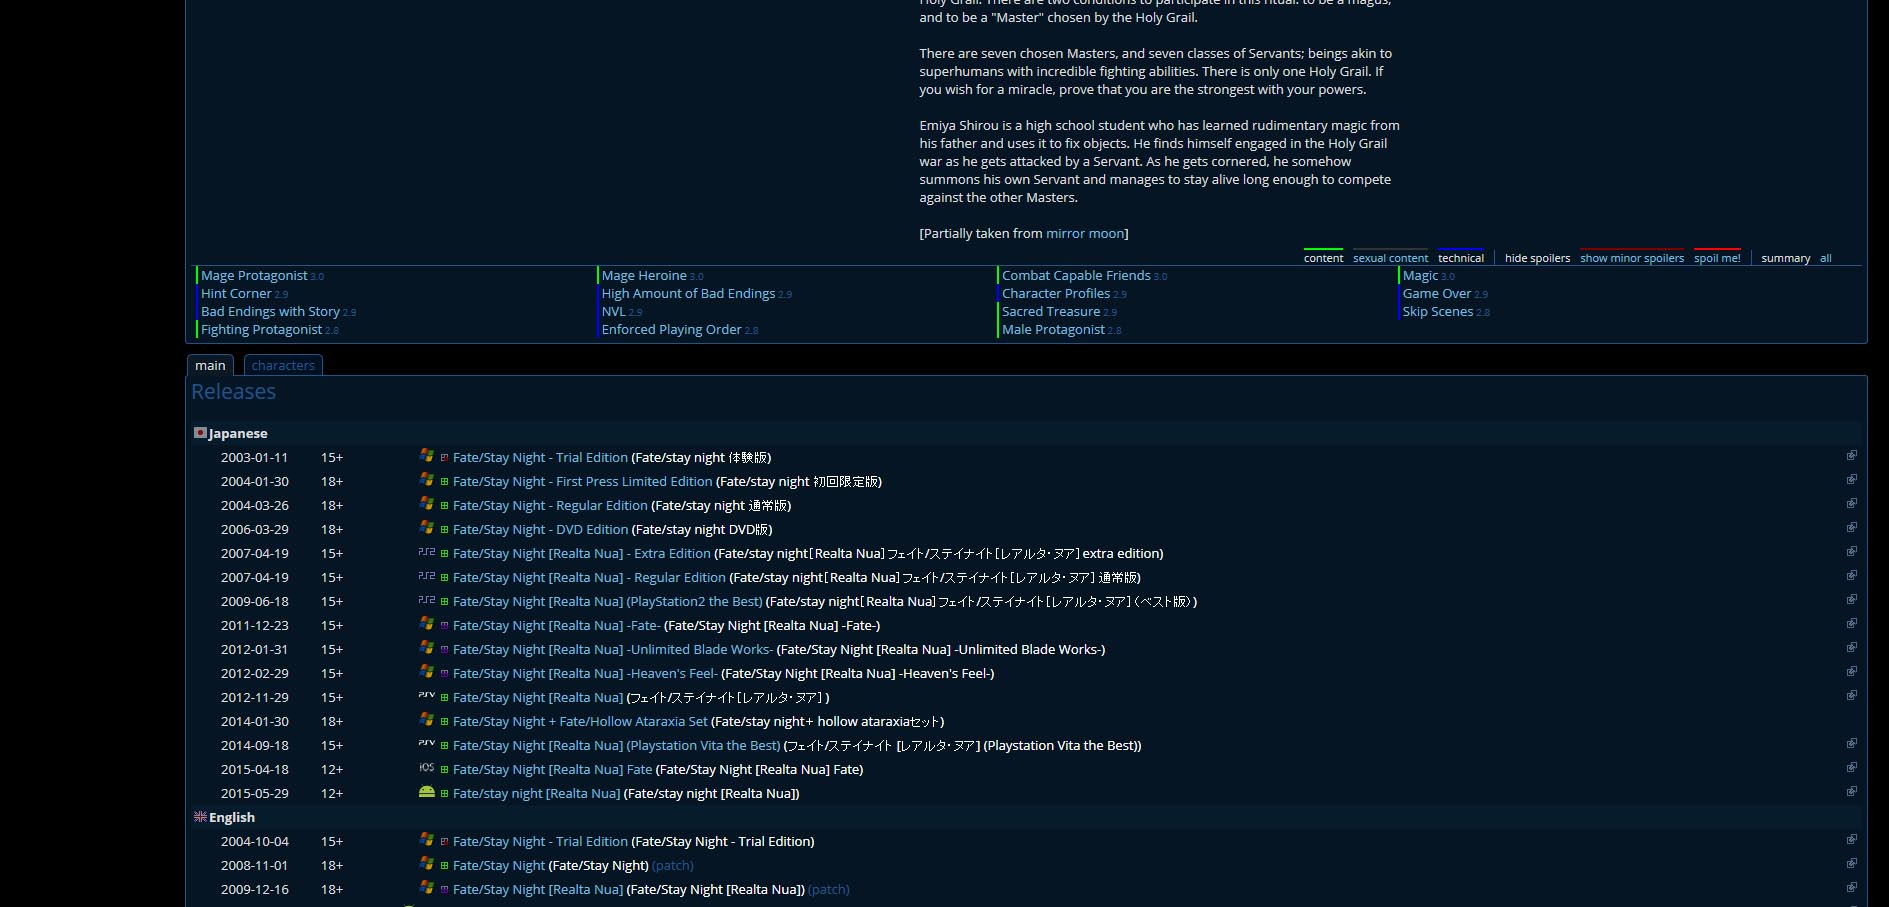 Holy Grail. There are two conditions to participate in this ritual: to be a magus,
and to be a "Master" chosen by the Holy Grail.
There are seven chosen Masters, and seven classes of Servants; beings akin to
superhumans with incredible fighting abilities. There is only one Holy Grail. If
you wish for a miracle, prove that you are the strongest with your powers.
Emiya Shirou is a high school student who has learned rudimentary magic from
his father and uses it to fix objects. He finds himself engaged in the Holy Grail
war as he gets attacked by a Servant. As he gets cornered, he somehow
summons his own Servant and manages to stay alive long enough to compete
against the other Masters.
[Partially taken from mirror moon]
content sexual content technical hide spoilers show minor spoilers spoil me! summary all
Mage Protagonist 3.0 Mage Heroine 3.0 Combat Capable Friends 3.0 Magic 3.0
Hint Corner 2.9 High Amount of Bad Endings 2.9 Character Profiles 2.9 Game Over 2.9
Bad Endings with Story 2.9 NVL 2.9 Sacred Treasure 2.9 Skip Scenes 2.8
Fighting Protagonist 2.8 Enforced Playing Order 2.8 Male Protagonist 2.8
main characters
Releases
Japanese
2003-01-11 15+ Fate/Stay Night - Trial Edition (Fate/stay night 体験版)
2004-01-30 18+ Fate/Stay Night - First Press Limited Edition (Fate/stay night 初回限定版)
2004-03-26 18+ Fate/Stay Night - Regular Edition (Fate/stay night 通常版)
2006-03-29 18+ Fate/Stay Night - DVD Edition (Fate/stay night DVD版)
2007-04-19 15+ PS2 Fate/Stay Night [Realta Nua] - Extra Edition (Fate/stay night［Realta Nua］フェイト/ステイナイト［レアルタ・ヌア］extra edition)
2007-04-19 15+ PS2 Fate/Stay Night [Realta Nua] - Regular Edition (Fate/stay night［Realta Nua］フェイト/ステイナイト［レアルタ・ヌア］ 通常版)
2009-06-18 15+ PS2 Fate/Stay Night [Realta Nua] (PlayStation2 the Best) (Fate/stay night［Realta Nua］フェイト/ステイナイト［レアルタ・ヌア］（ベスト版）)
2011-12-23 15+ Fate/Stay Night [Realta Nua] -Fate- (Fate/Stay Night [Realta Nua] -Fate-)
2012-01-31 15+ Fate/Stay Night [Realta Nua] -Unlimited Blade Works- (Fate/Stay Night [Realta Nua] -Unlimited Blade Works-)
2012-02-29 15+ Fate/Stay Night [Realta Nua] -Heaven's Feel- (Fate/Stay Night [Realta Nua] -Heaven's Feel-)
2012-11-29 15+ PSV Fate/Stay Night [Realta Nua] (フェイト/ステイナイト［レアルタ・ヌア］)
2014-01-30 18+ Fate/Stay Night + Fate/Hollow Ataraxia Set (Fate/stay night+ hollow ataraxiaセット)
2014-09-18 15+ PSV Fate/Stay Night [Realta Nua] (Playstation Vita the Best) (フェイト/ステイナイト [レアルタ・ヌア] (Playstation Vita the Best))
2015-04-18 12+ iOS Fate/Stay Night [Realta Nua] Fate (Fate/Stay Night [Realta Nua] Fate)
2015-05-29 12+ Fate/stay night [Realta Nua] (Fate/stay night [Realta Nua])
English
2004-10-04 15+ Fate/Stay Night - Trial Edition (Fate/Stay Night - Trial Edition)
2008-11-01 18+ Fate/Stay Night (Fate/Stay Night) (patch)
2009-12-16 18+ Fate/Stay Night [Realta Nua] (Fate/Stay Night [Realta Nua]) (patch)